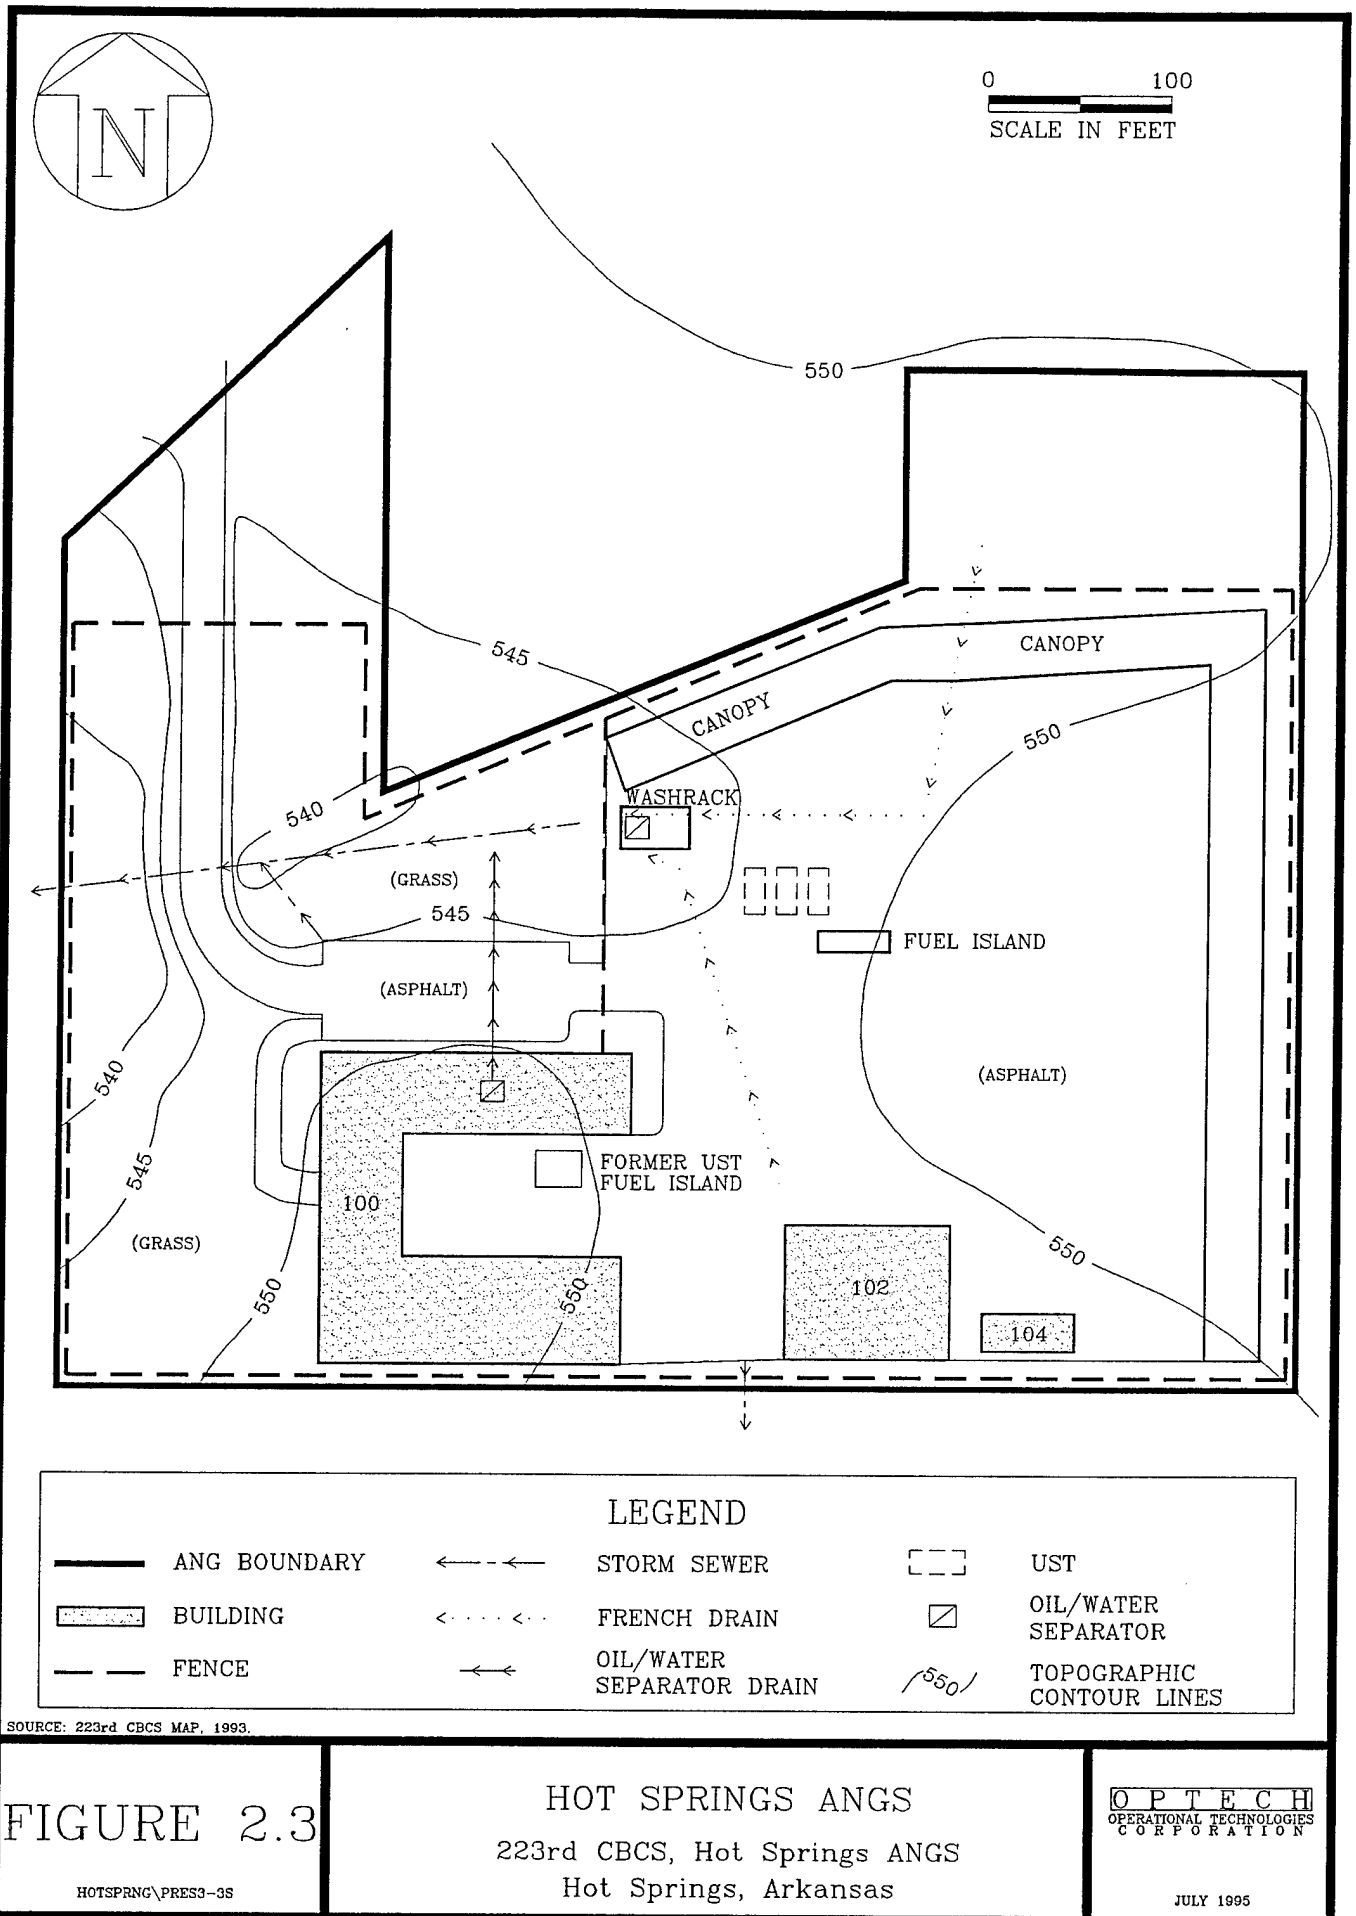 N
0 100
SCALE IN FEET
550
545
CANOPY
CANOPY
550
WASHRACK
540
(GRASS)
545
FUEL ISLAND
(ASPHALT)
(ASPHALT)
540
545
(GRASS)
100
FORMER UST
FUEL ISLAND
550
550
102
550
104
LEGEND
ANG BOUNDARY
STORM SEWER
UST
BUILDING
FRENCH DRAIN
OIL/WATER
SEPARATOR
FENCE
OIL/WATER
SEPARATOR DRAIN
550
TOPOGRAPHIC
CONTOUR LINES
SOURCE: 223rd CBCS MAP, 1993.
FIGURE 2.3
HOTSPRNG\PRES3-3S
HOT SPRINGS ANGS
223rd CBCS, Hot Springs ANGS
Hot Springs, Arkansas
OPTECH
OPERATIONAL TECHNOLOGIES
CORPORATION
JULY 1995